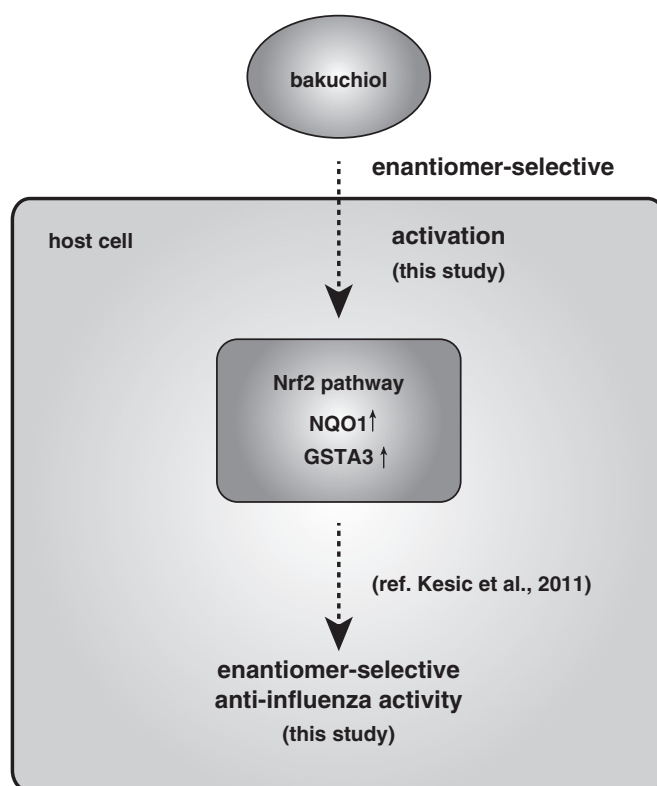 bakuchiol
enantiomer-selective
host cell
activation
(this study)
Nrf2 pathway
NQO1↑
GSTA3 ↑
(ref. Kesic et al., 2011)
enantiomer-selective
anti-influenza activity
(this study)